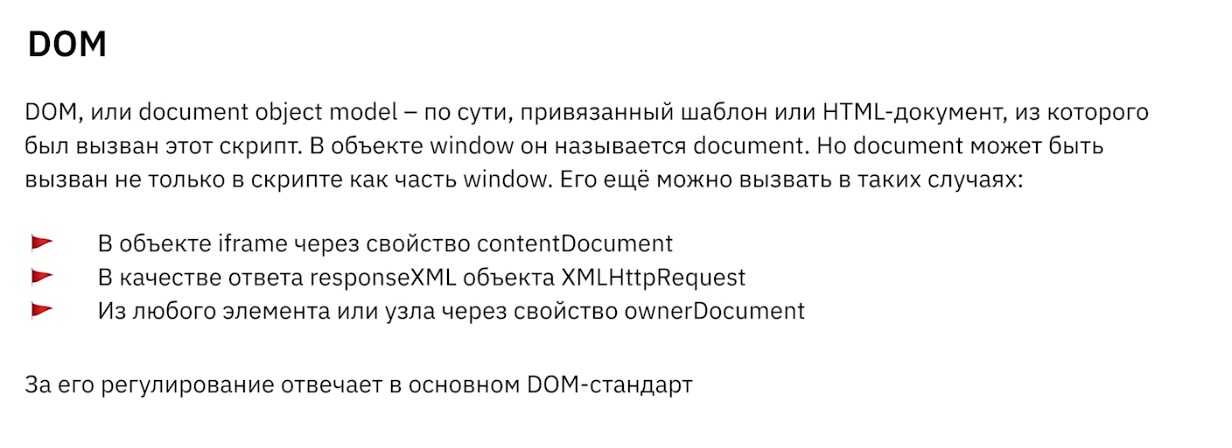 DOM
DOM, или document object model – по сути, привязанный шаблон или HTML-документ, из которого
был вызван этот скрипт. В объекте window он называется document. Но document может быть
вызван не только в скрипте как часть window. Его ещё можно вызвать в таких случаях:
В объекте iframe через свойство contentDocument
В качестве ответа responseXML объекта XMLHttpRequest
Из любого элемента или узла через свойство ownerDocument
За его регулирование отвечает в основном DOM-стандарт